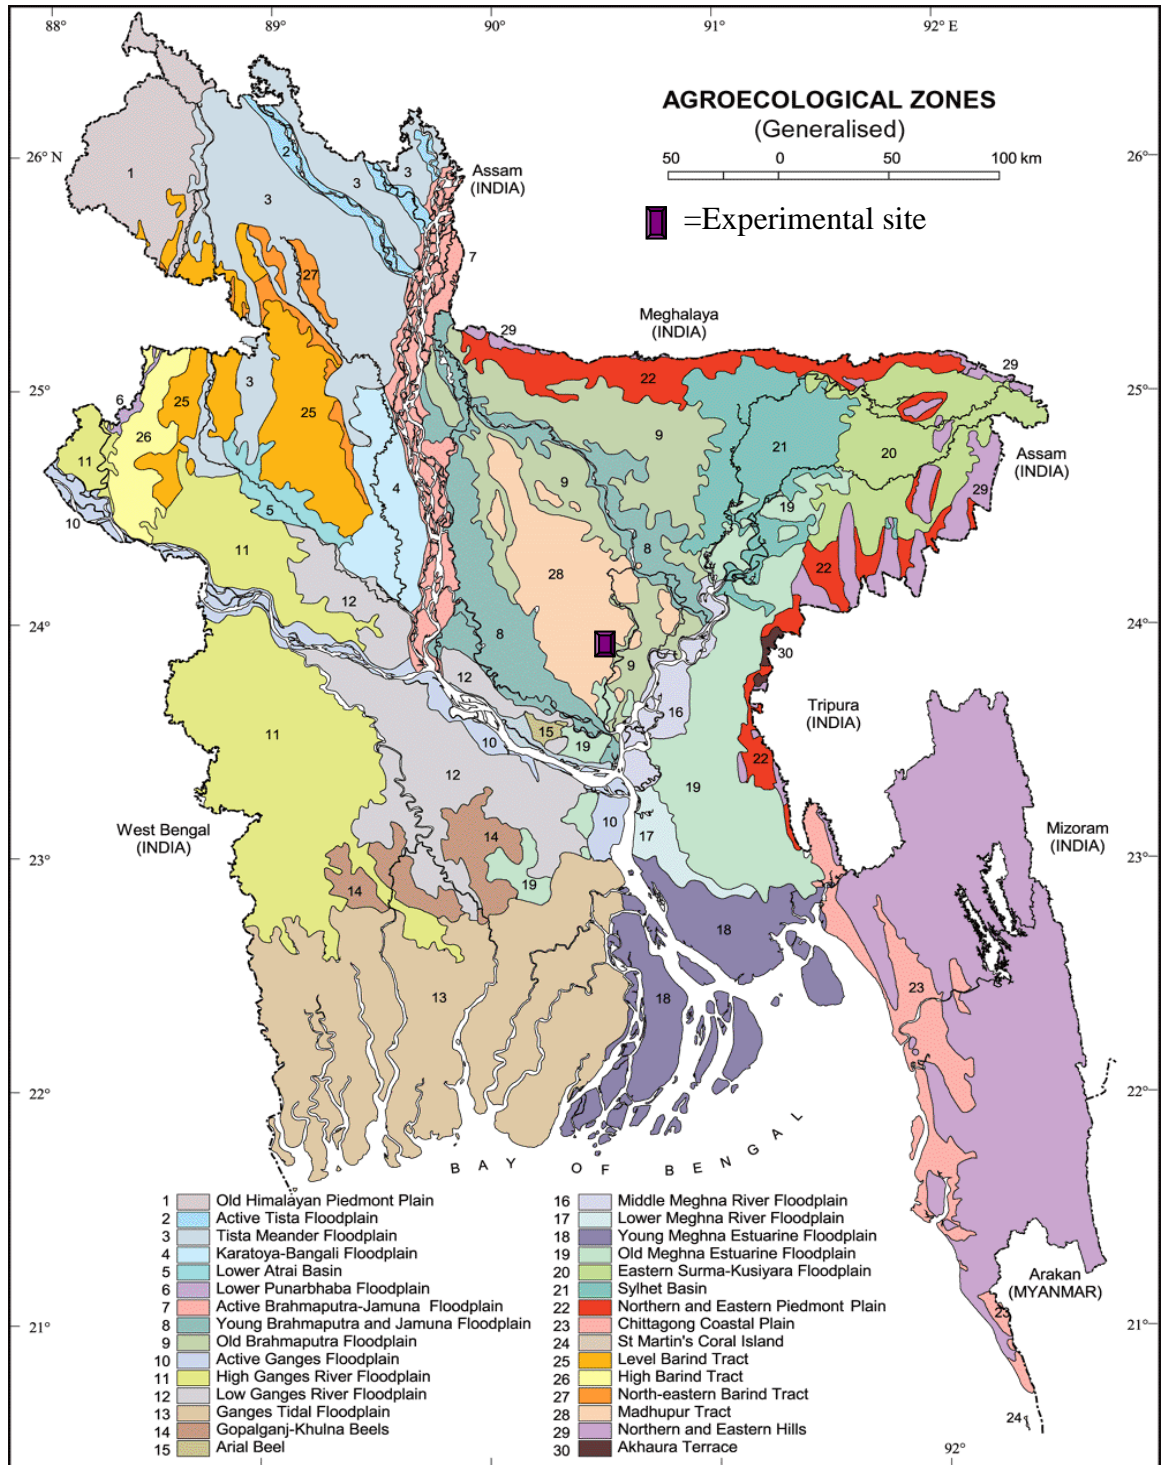 88°
89°
90°
91°
92° E
AGROECOLOGICAL ZONES
(Generalised)
50 0 50 100 km
=Experimental site
26° N
26°
Assam
(INDIA)
1
2
3
3
3
3
7
27
Meghalaya
(INDIA)
29
29
22
25°
25°
6
25
3
25
26
11
10
4
5
9
9
21
20
19
Assam
(INDIA)
29
8
28
22
11
12
24°
24°
8
9
30
12
16
Tripura
(INDIA)
11
10
15
19
22
12
19
West Bengal
(INDIA)
14
10
17
Mizoram
(INDIA)
23°
23°
14
19
18
13
18
23
22°
22°
BAY OF BENGAL
1 Old Himalayan Piedmont Plain
2 Active Tista Floodplain
3 Tista Meander Floodplain
4 Karatoya-Bangali Floodplain
5 Lower Atrai Basin
6 Lower Punarbhaba Floodplain
7 Active Brahmaputra-Jamuna Floodplain
8 Young Brahmaputra and Jamuna Floodplain
9 Old Brahmaputra Floodplain
10 Active Ganges Floodplain
11 High Ganges River Floodplain
12 Low Ganges River Floodplain
13 Ganges Tidal Floodplain
14 Gopalganj-Khulna Beels
15 Arial Beel
16 Middle Meghna River Floodplain
17 Lower Meghna River Floodplain
18 Young Meghna Estuarine Floodplain
19 Old Meghna Estuarine Floodplain
20 Eastern Surma-Kusiyara Floodplain
21 Sylhet Basin
22 Northern and Eastern Piedmont Plain
23 Chittagong Coastal Plain
24 St Martin's Coral Island
25 Level Barind Tract
26 High Barind Tract
27 North-eastern Barind Tract
28 Madhupur Tract
29 Northern and Eastern Hills
30 Akhaura Terrace
Arakan
(MYANMAR)
23
21°
21°
24
92°